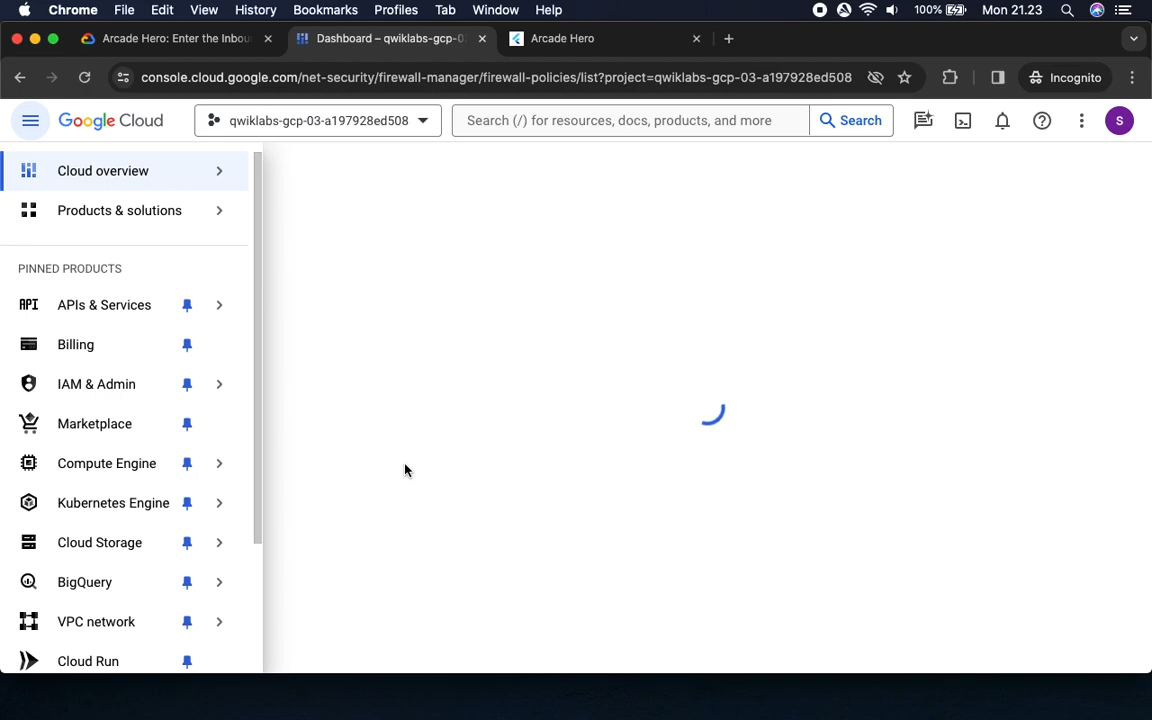 Chrome File Edit View History Bookmarks Profiles Tab Window Help 100% Mon 21.23
Arcade Hero: Enter the Inbou Dashboard – qwiklabs-gcp-0 Arcade Hero
console.cloud.google.com/net-security/firewall-manager/firewall-policies/list?project=qwiklabs-gcp-03-a197928ed508 Incognito
Google Cloud qwiklabs-gcp-03-a197928ed508 Search (/) for resources, docs, products, and more Search S
Cloud overview
Products & solutions
PINNED PRODUCTS
API APIs & Services
Billing
IAM & Admin
Marketplace
Compute Engine
Kubernetes Engine
Cloud Storage
BigQuery
VPC network
Cloud Run